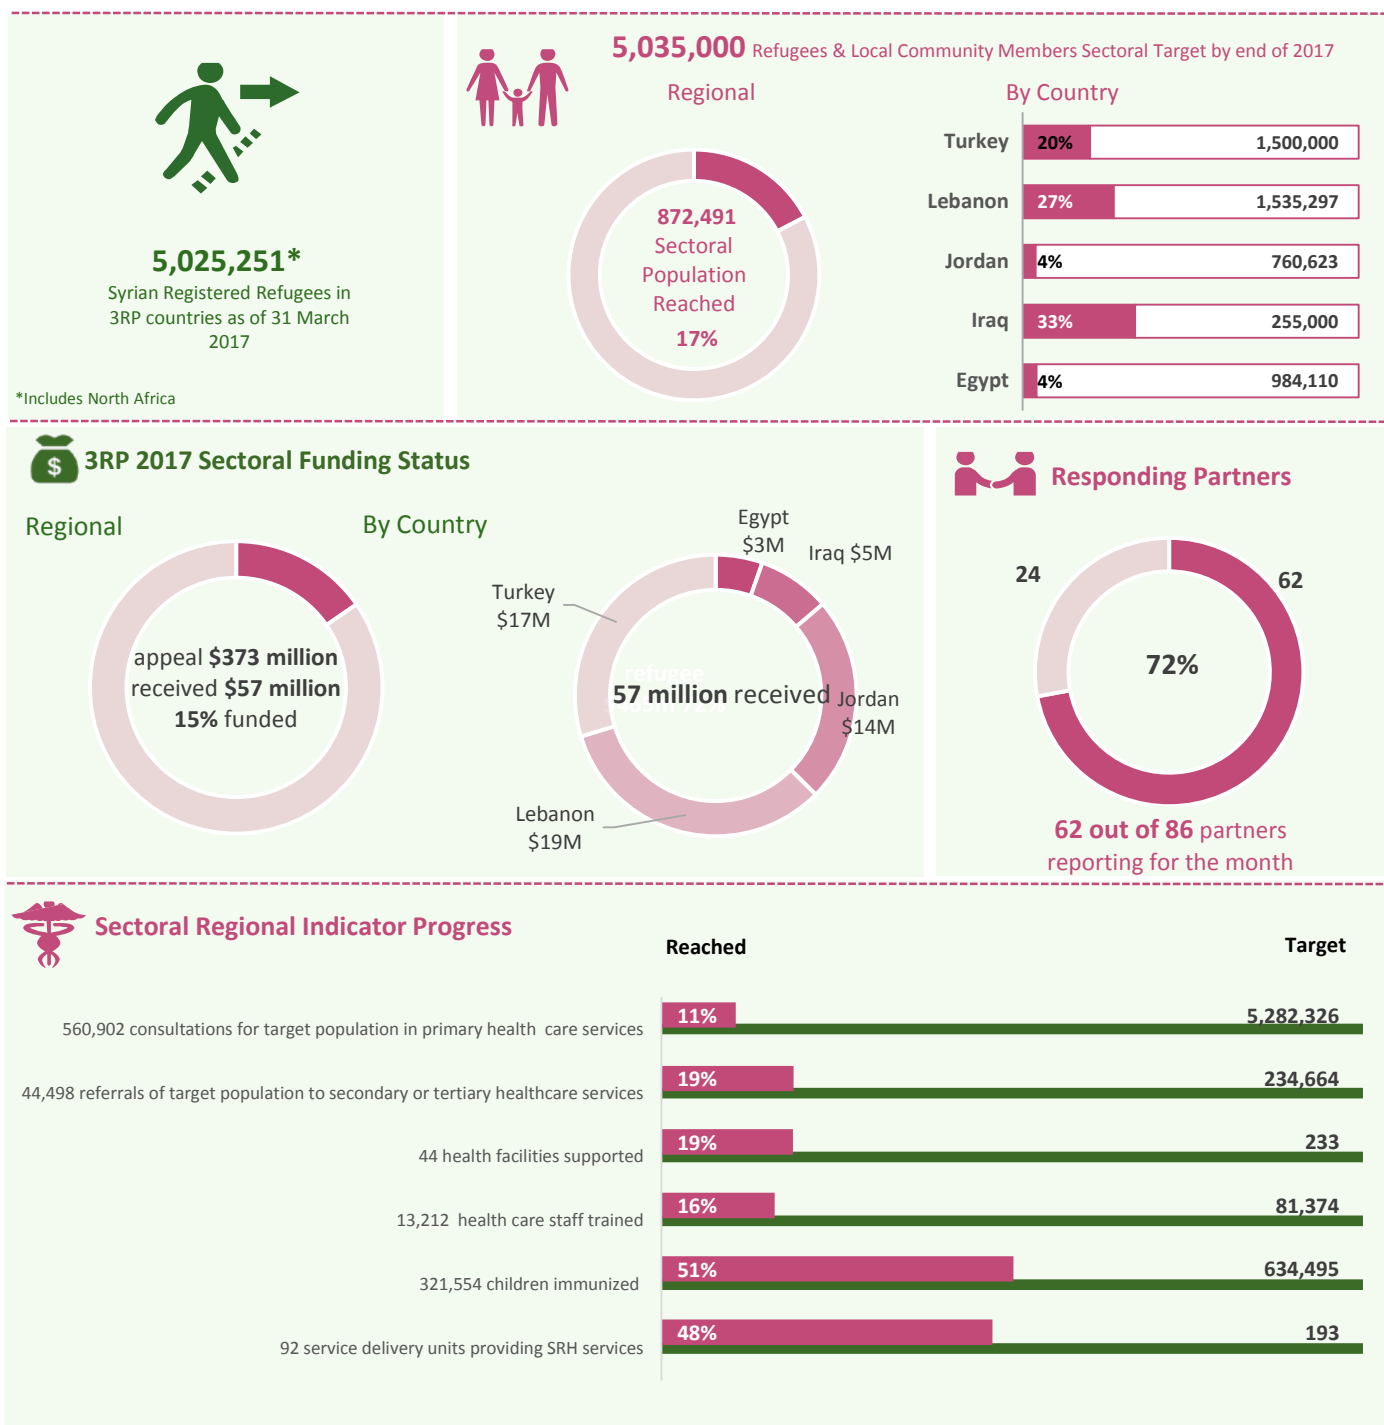 5,025,251*
Syrian Registered Refugees in
3RP countries as of 31 March
2017
*Includes North Africa
5,035,000 Refugees & Local Community Members Sectoral Target by end of 2017
Regional
872,491
Sectoral
Population
Reached
17%
By Country
Turkey 20% 1,500,000
Lebanon 27% 1,535,297
Jordan 4% 760,623
Iraq 33% 255,000
Egypt 4% 984,110
$ 3RP 2017 Sectoral Funding Status
Regional
appeal $373 million
received $57 million
15% funded
By Country
Egypt
$3M
Iraq $5M
Turkey
$17M
refugee
57 million received
Jordan
$14M
Lebanon
$19M
Responding Partners
24
62
72%
62 out of 86 partners
reporting for the month
Sectoral Regional Indicator Progress
Reached Target
560,902 consultations for target population in primary health care services 11% 5,282,326
44,498 referrals of target population to secondary or tertiary healthcare services 19% 234,664
44 health facilities supported 19% 233
13,212 health care staff trained 16% 81,374
321,554 children immunized 51% 634,495
92 service delivery units providing SRH services 48% 193